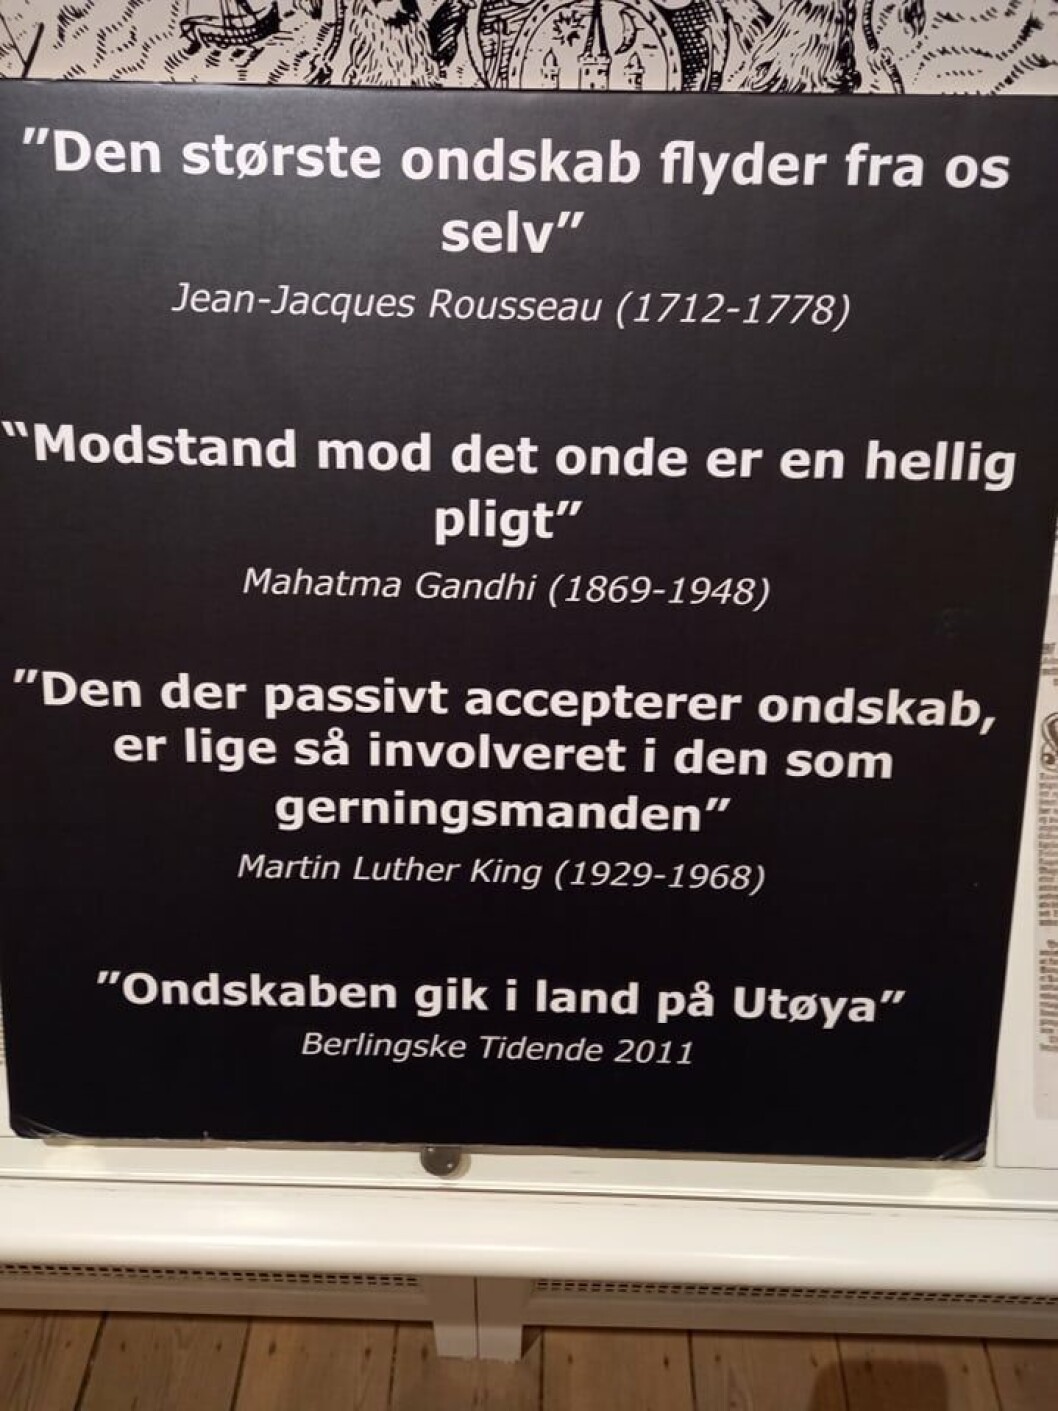 ”Den største ondskab flyder fra os
selv”
Jean-Jacques Rousseau (1712-1778)
“Modstand mod det onde er en hellig
pligt”
Mahatma Gandhi (1869-1948)
”Den der passivt accepterer ondskab,
er lige så involveret i den som
gerningsmanden”
Martin Luther King (1929-1968)
”Ondskaben gik i land på Utøya”
Berlingske Tidende 2011